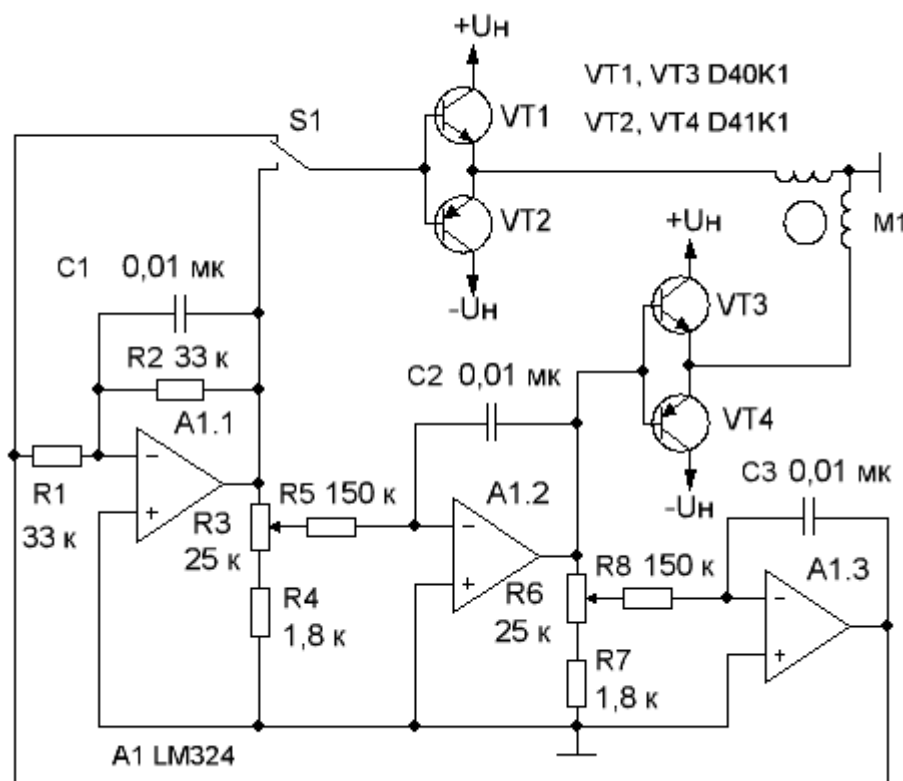 +Uн
VT1, VT3 D40K1
S1
VT1
VT2, VT4 D41K1
+Uн
M1
VT2
C1 0,01 мк
-Uн
VT3
R2 33 к
C2 0,01 мк
A1.1
VT4
C3 0,01 мк
R1
33 к
R3
25 к
R5 150 к
A1.2
-Uн
R8 150 к
A1.3
R4
1,8 к
R6
25 к
R7
1,8 к
A1 LM324